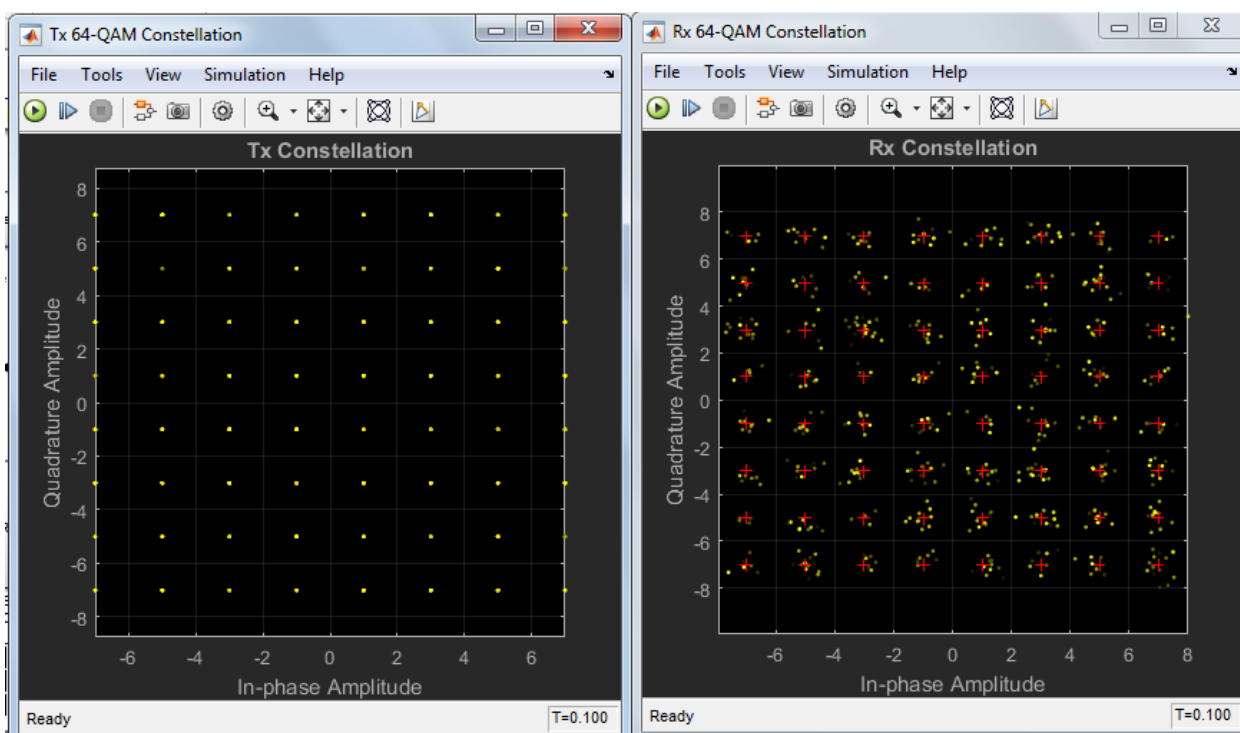 Tx 64-QAM Constellation
File Tools View Simulation Help
Tx Constellation
Quadrature Amplitude
8
6
4
2
0
-2
-4
-6
-8
-6 -4 -2 0 2 4 6
In-phase Amplitude
Ready T=0.100
Rx 64-QAM Constellation
File Tools View Simulation Help
Rx Constellation
Quadrature Amplitude
8
6
4
2
0
-2
-4
-6
-8
-6 -4 -2 0 2 4 6 8
In-phase Amplitude
Ready T=0.100